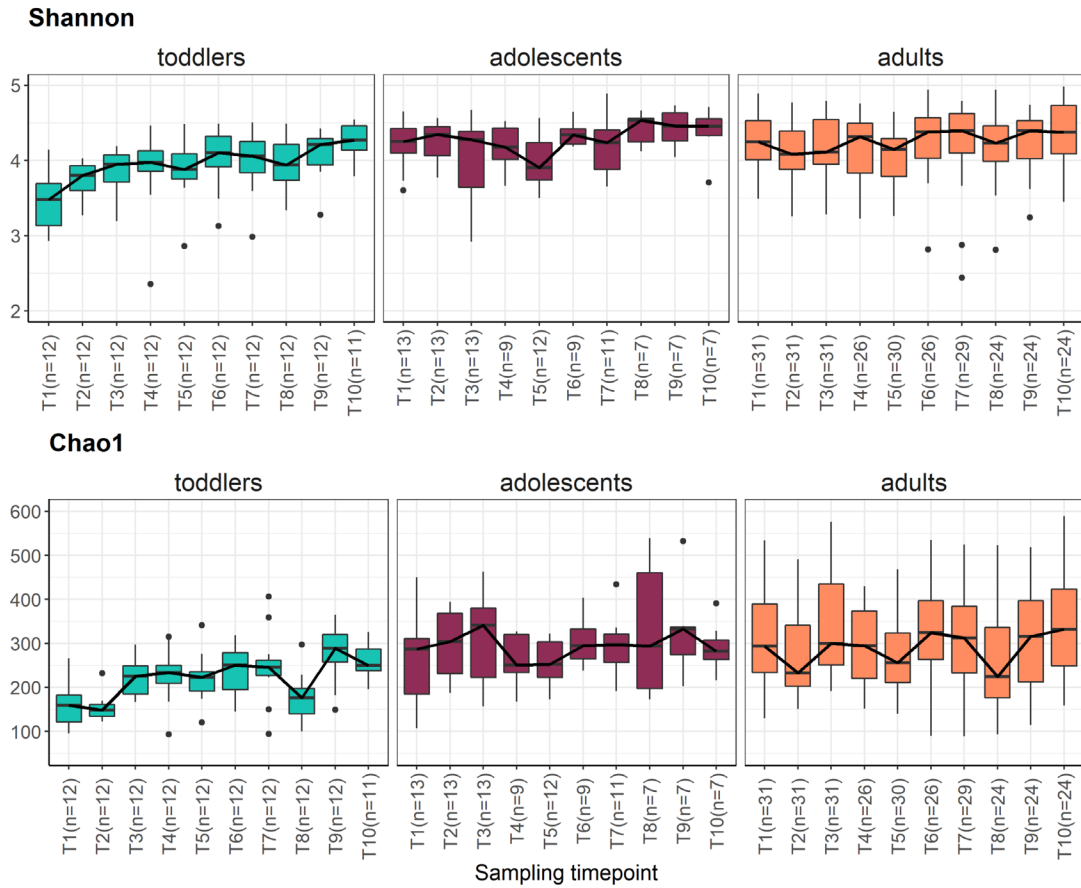 Shannon
toddlers adolescents adults
5
4
3
2
T1(n=12) T2(n=12) T3(n=12) T4(n=12) T5(n=12) T6(n=12) T7(n=12) T8(n=12) T9(n=12) T10(n=11) T1(n=13) T2(n=13) T3(n=13) T4(n=9) T5(n=12) T6(n=9) T7(n=11) T8(n=7) T9(n=7) T10(n=7) T1(n=31) T2(n=31) T3(n=31) T4(n=26) T5(n=30) T6(n=26) T7(n=29) T8(n=24) T9(n=24) T10(n=24)
Chao1
toddlers adolescents adults
600
500
400
300
200
100
T1(n=12) T2(n=12) T3(n=12) T4(n=12) T5(n=12) T6(n=12) T7(n=12) T8(n=12) T9(n=12) T10(n=11) T1(n=13) T2(n=13) T3(n=13) T4(n=9) T5(n=12) T6(n=9) T7(n=11) T8(n=7) T9(n=7) T10(n=7) T1(n=31) T2(n=31) T3(n=31) T4(n=26) T5(n=30) T6(n=26) T7(n=29) T8(n=24) T9(n=24) T10(n=24)
Sampling timepoint